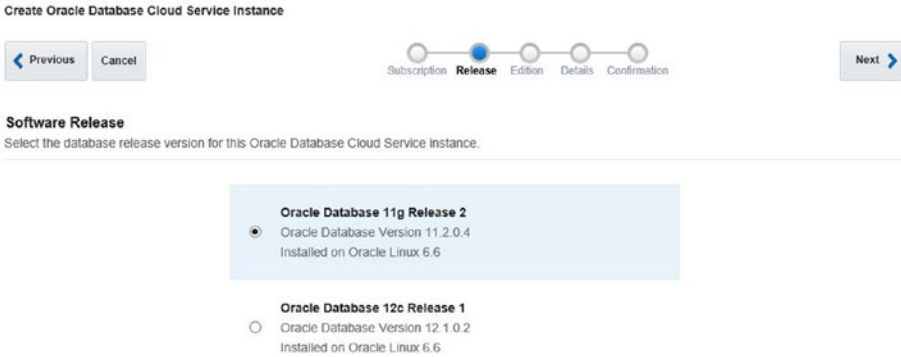 Create Oracle Database Cloud Service Instance
Previous Cancel Next
Subscription Release Edition Details Confirmation
Software Release
Select the database release version for this Oracle Database Cloud Service instance.
Oracle Database 11g Release 2
Oracle Database Version 11.2.0.4
Installed on Oracle Linux 6.6
Oracle Database 12c Release 1
Oracle Database Version 12.1.0.2
Installed on Oracle Linux 6.6